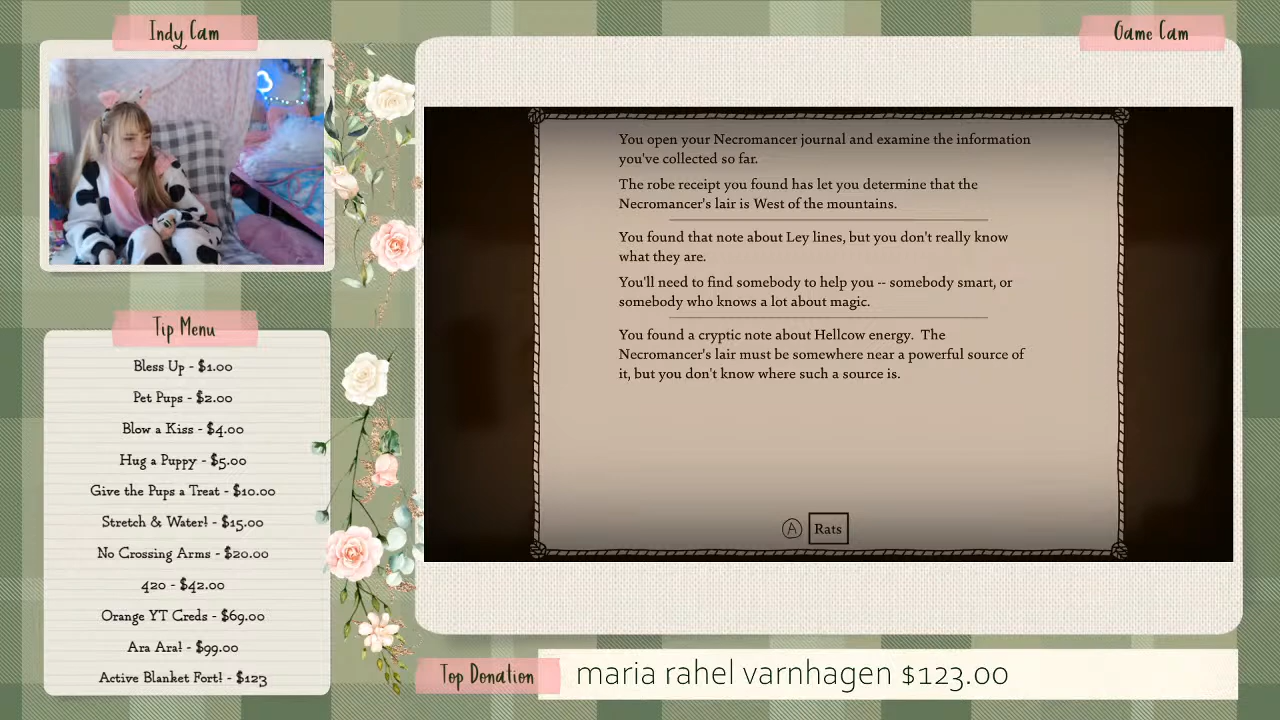 Indy Cam
Game Cam
You open your Necromancer journal and examine the information
you've collected so far.
The robe receipt you found has let you determine that the
Necromancer's lair is West of the mountains.
You found that note about Ley lines, but you don't really know
what they are.
You'll need to find somebody to help you -- somebody smart, or
somebody who knows a lot about magic.
You found a cryptic note about Hellcow energy. The
Necromancer's lair must be somewhere near a powerful source of
it, but you don't know where such a source is.
A Rats
Tip Menu
Bless Up - $1.00
Pet Pups - $2.00
Blow a Kiss - $4.00
Hug a Puppy - $5.00
Give the Pups a Treat - $10.00
Stretch & Water! - $15.00
No Crossing Arms - $20.00
420 - $42.00
Orange YT Creds - $69.00
Ara Ara! - $99.00
Active Blanket Fort! - $123
Top Donation
maria rahel varnhagen $123.00